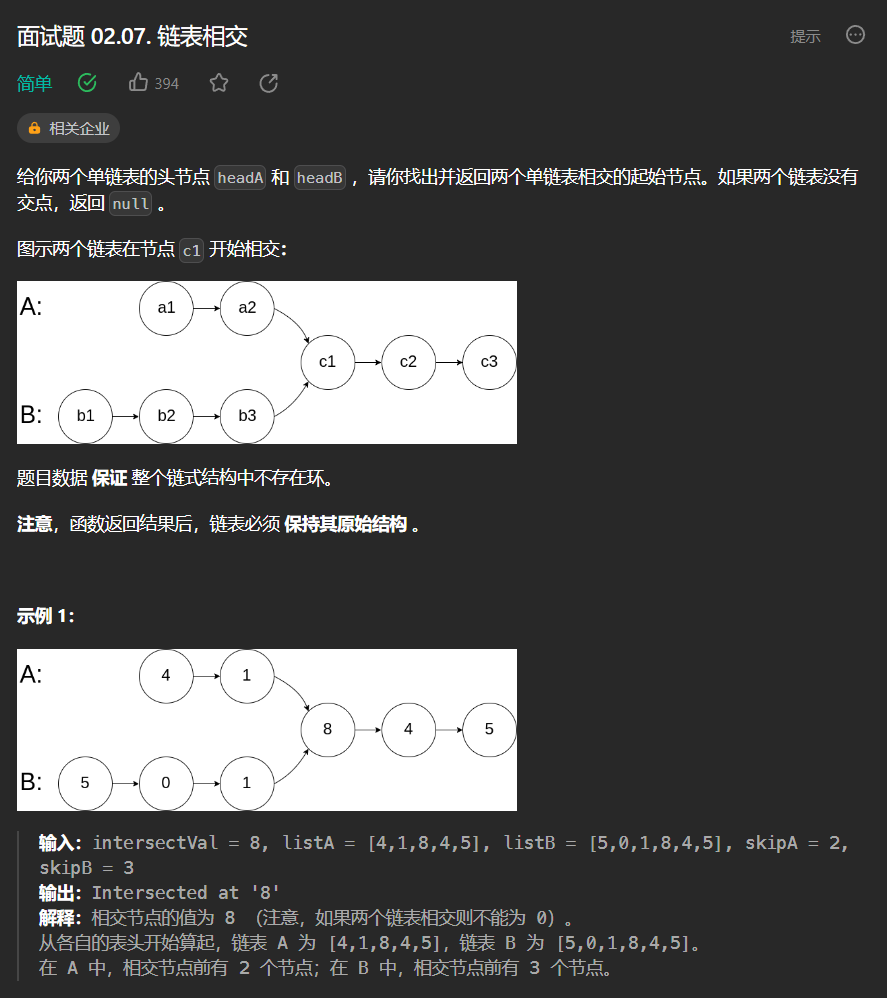 面试题 02.07. 链表相交
提示
简单
394
相关企业
给你两个单链表的头节点 headA 和 headB ，请你找出并返回两个单链表相交的起始节点。如果两个链表没有
交点，返回 null 。
图示两个链表在节点 c1 开始相交：
A:
a1
a2
c1
c2
c3
B:
b1
b2
b3
题目数据 保证 整个链式结构中不存在环。
注意，函数返回结果后，链表必须 保持其原始结构 。
示例 1：
A:
4
1
8
4
5
B:
5
0
1
输入：intersectVal = 8, listA = [4,1,8,4,5], listB = [5,0,1,8,4,5], skipA = 2,
skipB = 3
输出：Intersected at '8'
解释：相交节点的值为 8 （注意，如果两个链表相交则不能为 0）。
从各自的表头开始算起，链表 A 为 [4,1,8,4,5]，链表 B 为 [5,0,1,8,4,5]。
在 A 中，相交节点前有 2 个节点；在 B 中，相交节点前有 3 个节点。